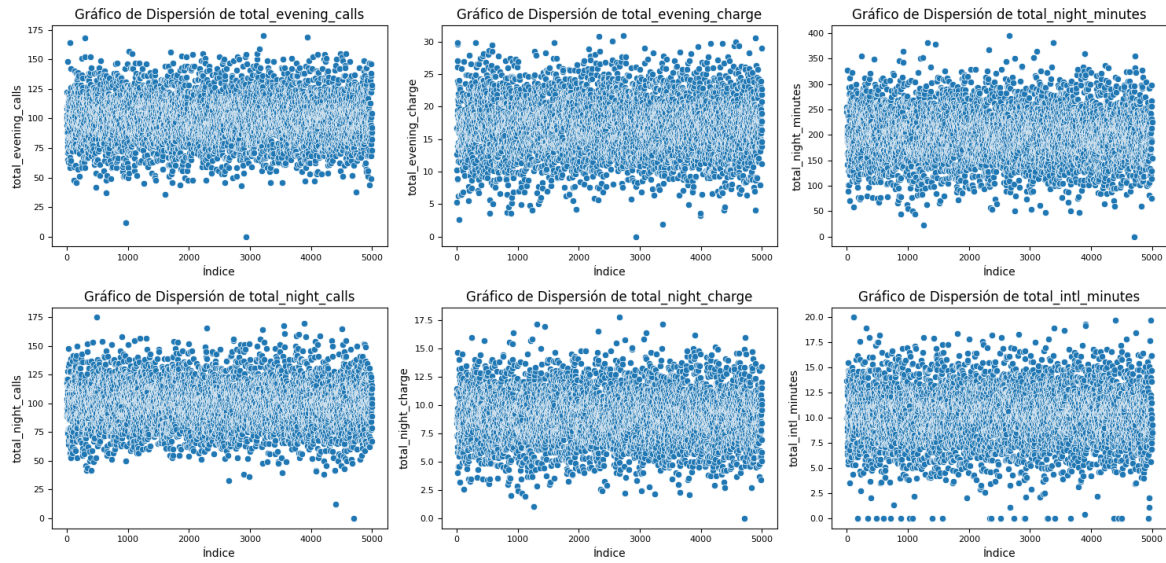 Gráfico de Dispersión de total_evening_calls
175
150
125
100
75
50
25
0
total_evening_calls
0 1000 2000 3000 4000 5000
Índice
Gráfico de Dispersión de total_evening_charge
30
25
20
15
10
5
0
total_evening_charge
0 1000 2000 3000 4000 5000
Índice
Gráfico de Dispersión de total_night_minutes
400
350
300
250
200
150
100
50
0
total_night_minutes
0 1000 2000 3000 4000 5000
Índice
Gráfico de Dispersión de total_night_calls
175
150
125
100
75
50
25
0
total_night_calls
0 1000 2000 3000 4000 5000
Índice
Gráfico de Dispersión de total_night_charge
17.5
15.0
12.5
10.0
7.5
5.0
2.5
0.0
total_night_charge
0 1000 2000 3000 4000 5000
Índice
Gráfico de Dispersión de total_intl_minutes
20.0
17.5
15.0
12.5
10.0
7.5
5.0
2.5
0.0
total_intl_minutes
0 1000 2000 3000 4000 5000
Índice